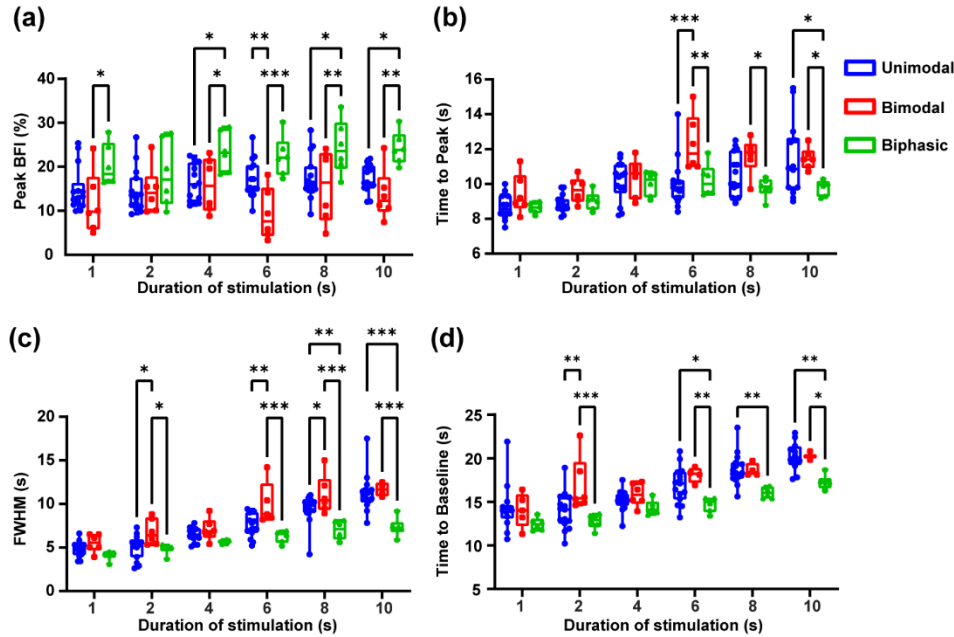 (a)
Peak BFI (%)
40
30
20
10
0
* * * ** *** * ** * **
1 2 4 6 8 10
Duration of stimulation (s)
(b)
Time to Peak (s)
16
14
12
10
8
6
*** ** * * *
1 2 4 6 8 10
Duration of stimulation (s)
Unimodal
Bimodal
Biphasic
(c)
FWHM (s)
20
15
10
5
0
* * ** *** ** *** * *** ***
1 2 4 6 8 10
Duration of stimulation (s)
(d)
Time to Baseline (s)
25
20
15
10
5
** *** * ** ** ** *
1 2 4 6 8 10
Duration of stimulation (s)